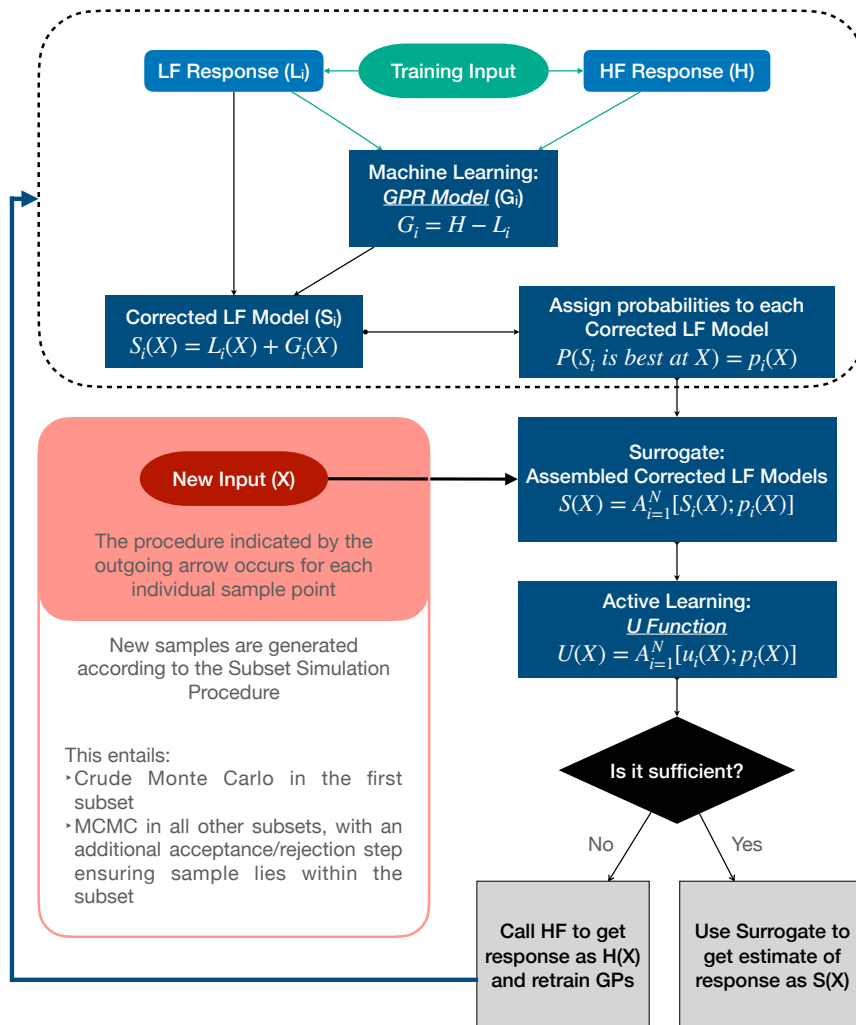 LF Response (Lᵢ)
Training Input
HF Response (H)
Machine Learning:
GPR Model (Gᵢ)
Gᵢ = H − Lᵢ
Corrected LF Model (Sᵢ)
Sᵢ(X) = Lᵢ(X) + Gᵢ(X)
Assign probabilities to each
Corrected LF Model
P(Sᵢ is best at X) = pᵢ(X)
New Input (X)
The procedure indicated by the
outgoing arrow occurs for each
individual sample point
New samples are generated
according to the Subset Simulation
Procedure
This entails:
‣Crude Monte Carlo in the first
subset
‣MCMC in all other subsets, with an
additional acceptance/rejection step
ensuring sample lies within the
subset
Surrogate:
Assembled Corrected LF Models
S(X) = A_{i=1}^{N}[Sᵢ(X); pᵢ(X)]
Active Learning:
U Function
U(X) = A_{i=1}^{N}[uᵢ(X); pᵢ(X)]
Is it sufficient?
No
Yes
Call HF to get
response as H(X)
and retrain GPs
Use Surrogate to
get estimate of
response as S(X)